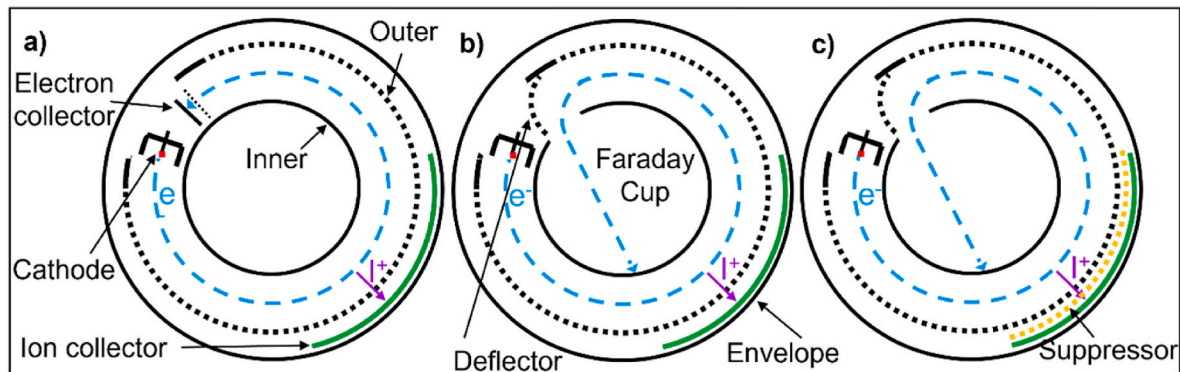 a)
Outer
b)
c)
Electron
collector
Inner
Faraday
Cup
e
e-
e-
Cathode
I+
I+
I+
Ion collector
Deflector
Envelope
Suppressor